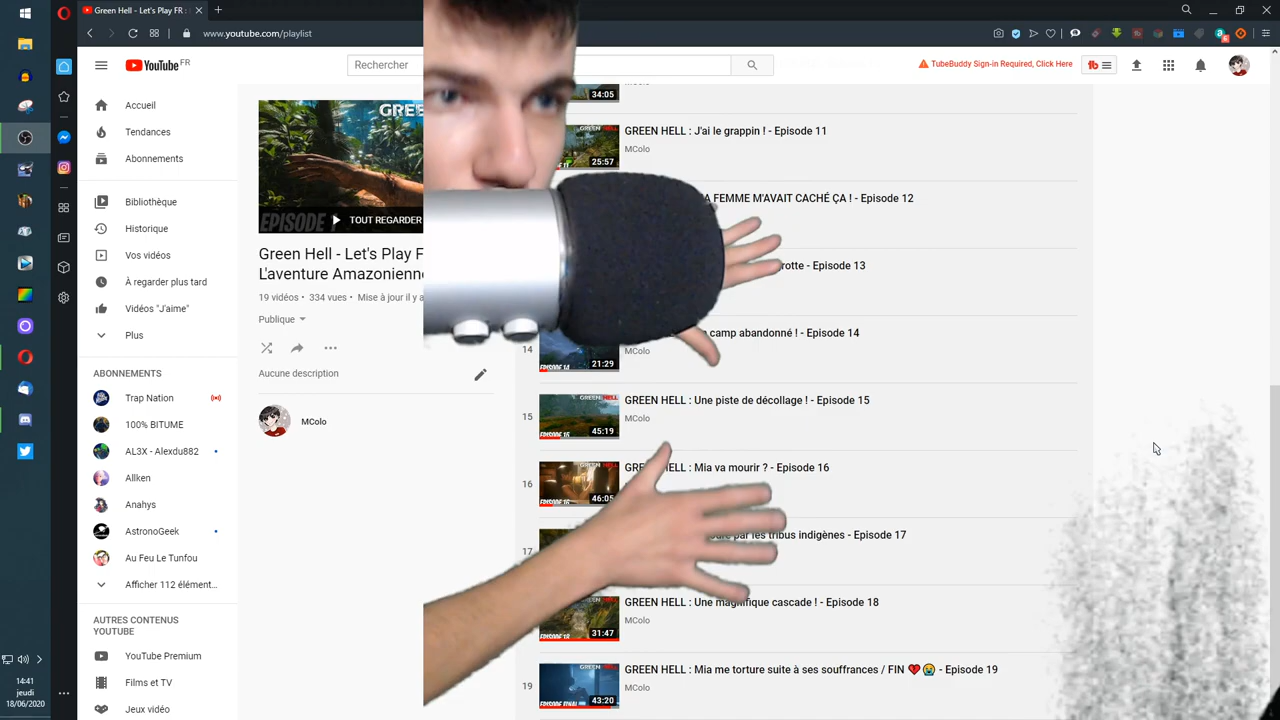 Green Hell - Let's Play FR :
www.youtube.com/playlist
YouTube FR
Rechercher
TubeBuddy Sign-in Required, Click Here
Accueil
Tendances
Abonnements
Bibliothèque
Historique
Vos vidéos
À regarder plus tard
Vidéos "J'aime"
Plus
ABONNEMENTS
Trap Nation
100% BITUME
AL3X - Alexdu882
Allken
Anahys
AstronoGeek
Au Feu Le Tunfou
Afficher 112 élément...
AUTRES CONTENUS
YOUTUBE
YouTube Premium
Films et TV
Jeux vidéo
14:41
jeudi
18/06/2020
EPISODE
TOUT REGARDER
Green Hell - Let's Play F
L'aventure Amazonienn
19 vidéos • 334 vues • Mise à jour il y a
Publique
Aucune description
MColo
34:05
GREEN HELL : J'ai le grappin ! - Episode 11
MColo
25:57
FEMME M'AVAIT CACHÉ ÇA ! - Episode 12
rotte - Episode 13
camp abandonné ! - Episode 14
MColo
14
21:29
GREEN HELL : Une piste de décollage ! - Episode 15
MColo
15
45:19
GREEN HELL : Mia va mourir ? - Episode 16
16
46:05
par les tribus indigènes - Episode 17
17
GREEN HELL : Une magnifique cascade ! - Episode 18
MColo
31:47
GREEN HELL : Mia me torture suite à ses souffrances / FIN 💔😭 - Episode 19
MColo
19
43:20